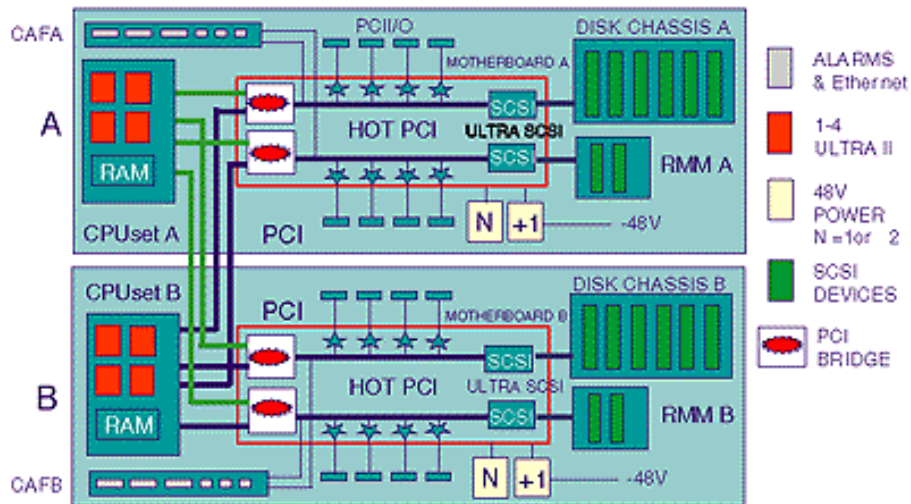 CAFA
PCII/O
DISK CHASSIS A
MOTHERBOARD A
A
SCSI
HOT PCI
ULTRA SCSI
SCSI
RAM
RMM A
N
+1
-48V
CPUset A
PCI
ALARMS
& Ethernet
1-4
ULTRA II
48V
POWER
N =1or 2
SCSI
DEVICES
PCI
BRIDGE
CPUset B
PCI
DISK CHASSIS B
MOTHERBOARD B
SCSI
B
HOT PCI
ULTRA SCSI
SCSI
RAM
RMM B
CAFB
N
+1
-48V